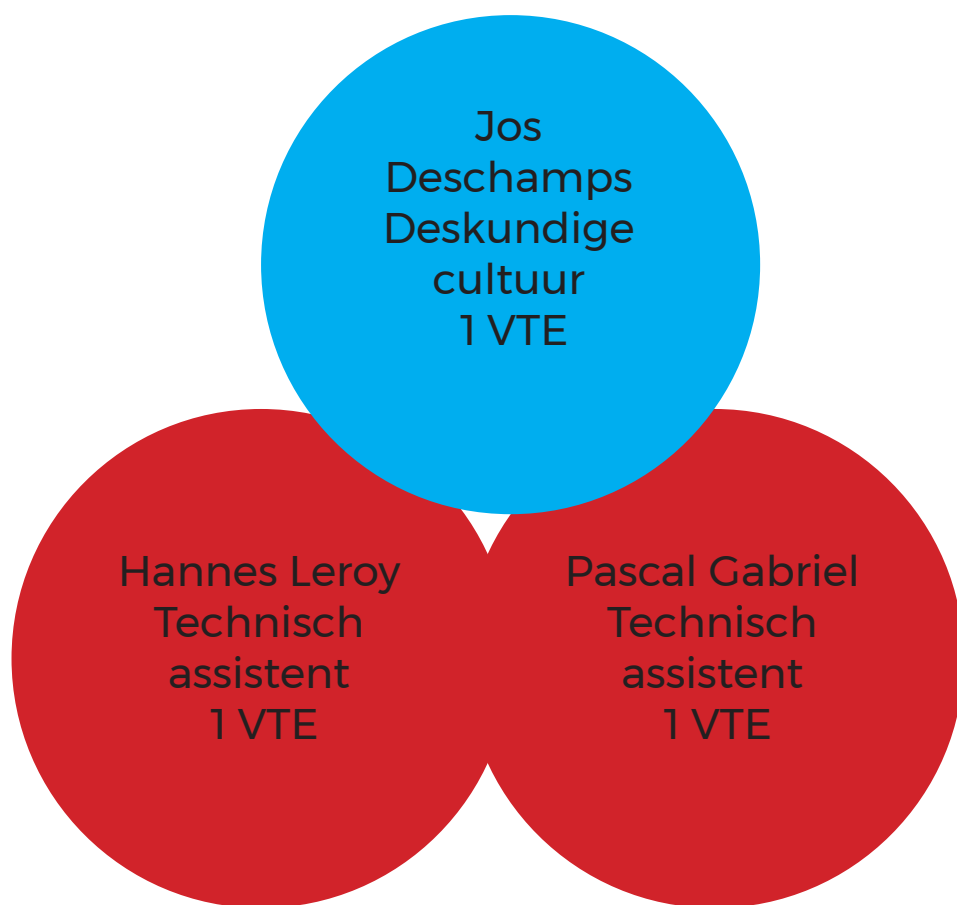 Jos
Deschamps
Deskundige
cultuur
1 VTE
Hannes Leroy
Technisch
assistent
1 VTE
Pascal Gabriel
Technisch
assistent
1 VTE